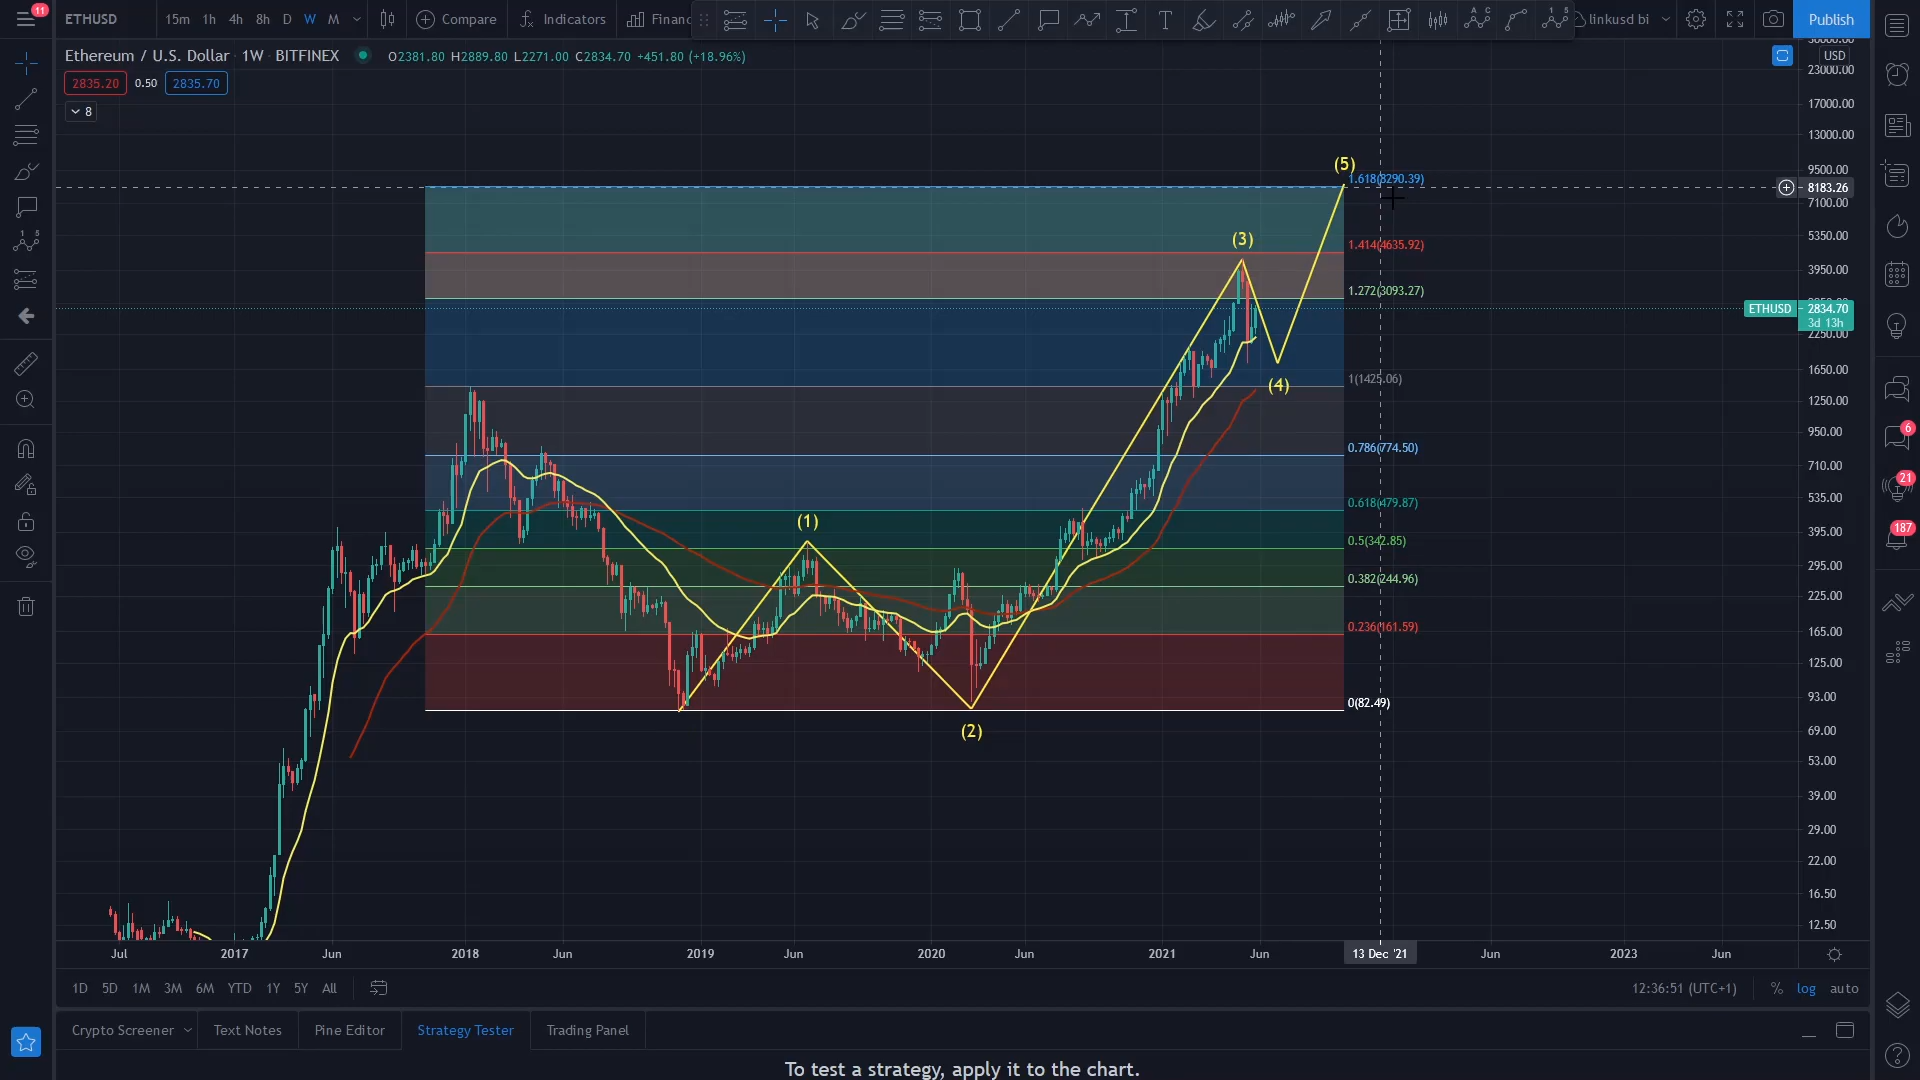 11
ETHUSD
15m 1h 4h 8h D W M
Compare
Indicators
Financ
T
linkusd bi
Publish
Ethereum / U.S. Dollar 1W BITFINEX O2381.80 H2889.80 L2271.00 C2834.70 +451.80 (+18.96%)
2835.20 0.50 2835.70
8
USD
23000.00
17000.00
13000.00
9500.00
8183.26
7100.00
5350.00
3950.00
ETHUSD 2834.70
3d 13h
2250.00
1650.00
1250.00
950.00
710.00
535.00
395.00
295.00
225.00
165.00
125.00
93.00
69.00
53.00
39.00
29.00
22.00
16.50
12.50
(5)
1.618(8290.39)
(3)
1.414(4635.92)
1.272(3093.27)
1(1425.06)
(4)
0.786(774.50)
0.618(479.87)
(1)
0.5(342.85)
0.382(244.96)
0.236(161.59)
0(82.49)
(2)
6
21
187
Jul 2017 Jun 2018 Jun 2019 Jun 2020 Jun 2021 Jun 13 Dec '21 Jun 2023 Jun
1D 5D 1M 3M 6M YTD 1Y 5Y All
12:36:51 (UTC+1) % log auto
Crypto Screener Text Notes Pine Editor Strategy Tester Trading Panel
To test a strategy, apply it to the chart.